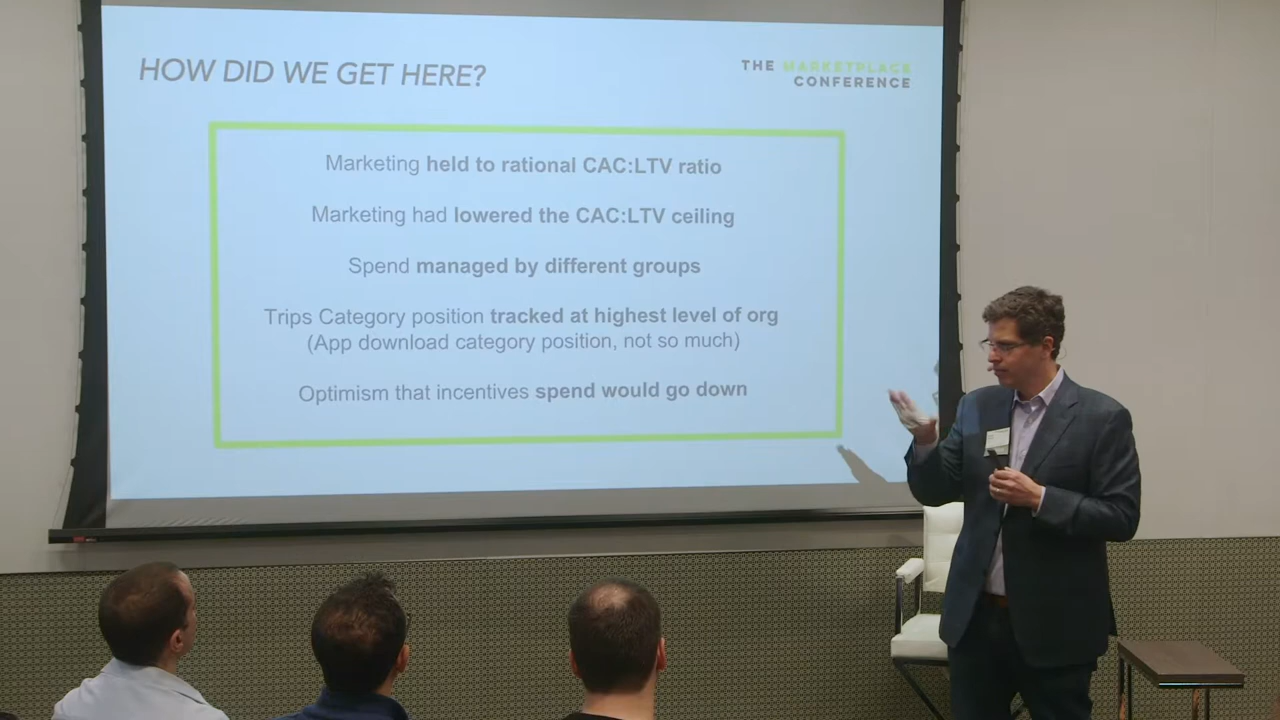 HOW DID WE GET HERE?
THE MARKETPLACE
CONFERENCE
Marketing held to rational CAC:LTV ratio
Marketing had lowered the CAC:LTV ceiling
Spend managed by different groups
Trips Category position tracked at highest level of org
(App download category position, not so much)
Optimism that incentives spend would go down